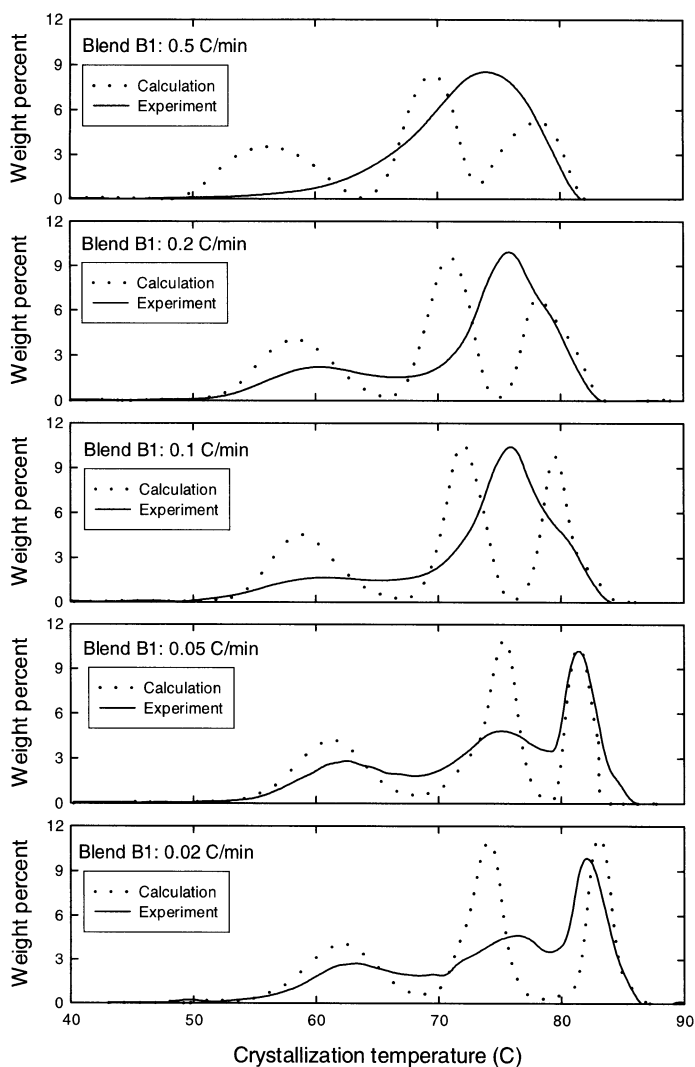 12
Blend B1: 0.5 C/min
9
Calculation
Experiment
6
3
0
Weight percent
12
Blend B1: 0.2 C/min
9
Calculation
Experiment
6
3
0
Weight percent
12
Blend B1: 0.1 C/min
9
Calculation
Experiment
6
3
0
Weight percent
12
Blend B1: 0.05 C/min
9
Calculation
Experiment
6
3
0
Weight percent
12
Blend B1: 0.02 C/min
9
Calculation
Experiment
6
3
0
Weight percent
40 50 60 70 80 90
Crystallization temperature (C)